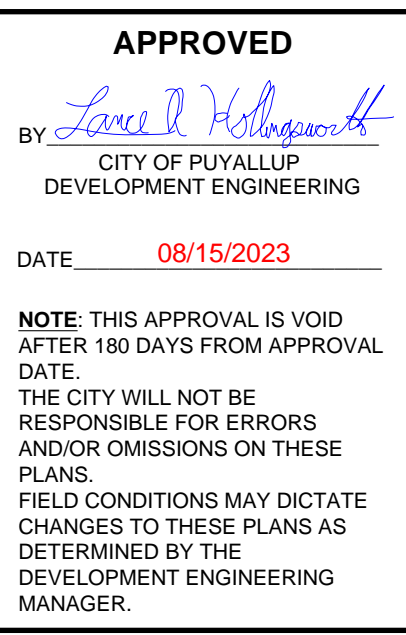 APPROVED
BY Lance A Hollingsworth
CITY OF PUYALLUP
DEVELOPMENT ENGINEERING
DATE 08/15/2023
NOTE: THIS APPROVAL IS VOID
AFTER 180 DAYS FROM APPROVAL
DATE.
THE CITY WILL NOT BE
RESPONSIBLE FOR ERRORS
AND/OR OMISSIONS ON THESE
PLANS.
FIELD CONDITIONS MAY DICTATE
CHANGES TO THESE PLANS AS
DETERMINED BY THE
DEVELOPMENT ENGINEERING
MANAGER.